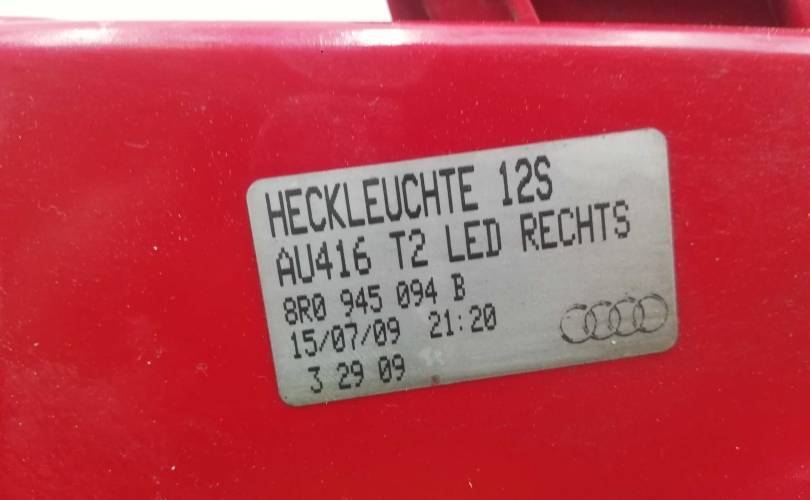 HECKLEUCHTE 12S
AU416 T2 LED RECHTS
8R0 945 094 B
15/07/09 21:20
3 29 09